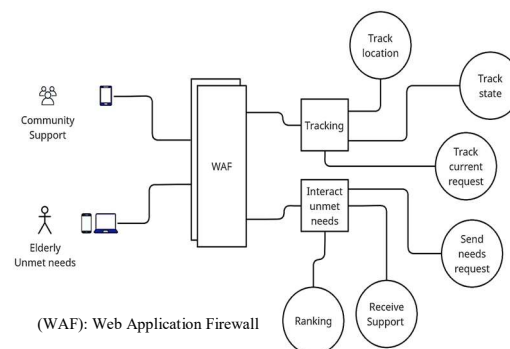 Community
Support
Elderly
Unmet needs
WAF
Tracking
Interact
unmet
needs
Track
location
Track
state
Track
current
request
Send
needs
request
Receive
Support
Ranking
(WAF): Web Application Firewall